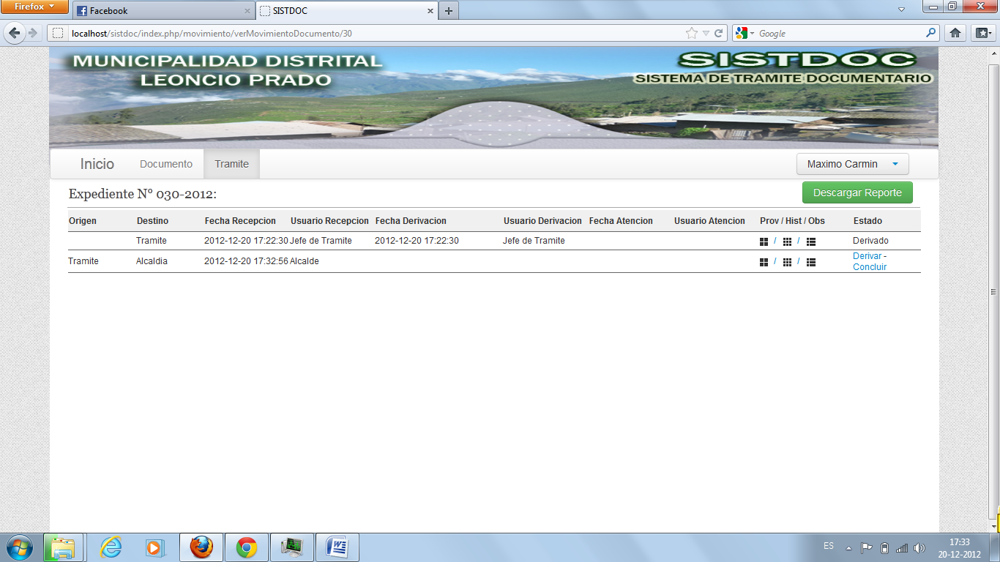 Firefox
Facebook
SISTDOC
localhost/sistdoc/index.php/movimiento/verMovimientoDocumento/30
Google
MUNICIPALIDAD DISTRITAL
LEONCIO PRADO
SISTDOC
SISTEMA DE TRAMITE DOCUMENTARIO
Inicio Documento Tramite Maximo Carmin
Expediente N° 030-2012: Descargar Reporte
Origen Destino Fecha Recepcion Usuario Recepcion Fecha Derivacion Usuario Derivacion Fecha Atencion Usuario Atencion Prov / Hist / Obs Estado
Tramite 2012-12-20 17:22:30 Jefe de Tramite 2012-12-20 17:22:30 Jefe de Tramite / / Derivado
Tramite Alcaldia 2012-12-20 17:32:56 Alcalde / / Derivar -
Concluir
ES
17:33
20-12-2012